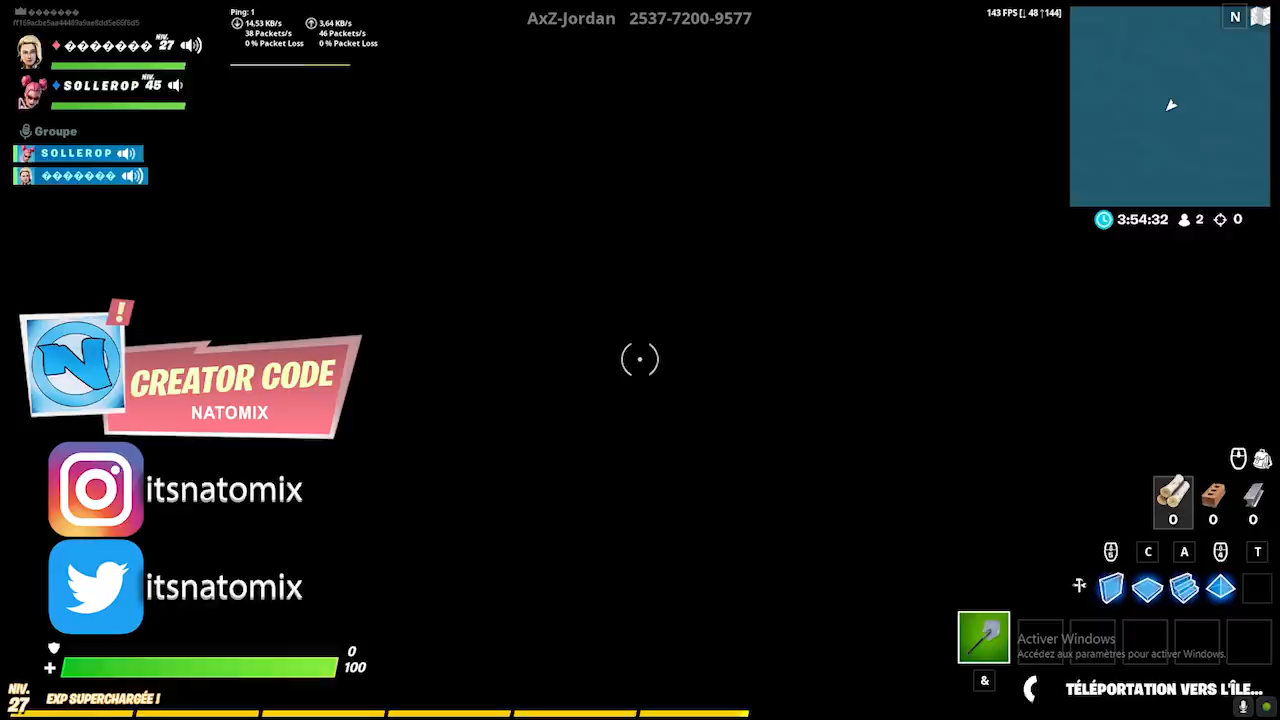 ff169acbe5aa44489a9ae8dd5e66f6d5
������� NIV. 27
SOLLEROP NIV. 45
Groupe
SOLLEROP
�������
Ping: 1
14,53 KB/s 3,64 KB/s
38 Packets/s 46 Packets/s
0 % Packet Loss 0 % Packet Loss
AxZ-Jordan 2537-7200-9577
143 FPS [↓ 48 ↑144]
N
3:54:32 2 0
!
N
CREATOR CODE
NATOMIX
itsnatomix
itsnatomix
0
100
NIV.
27
EXP SUPERCHARGÉE !
0 0 0
C A T
&
Activer Windows
Accédez aux paramètres pour activer Windows.
TÉLÉPORTATION VERS L'ÎLE...